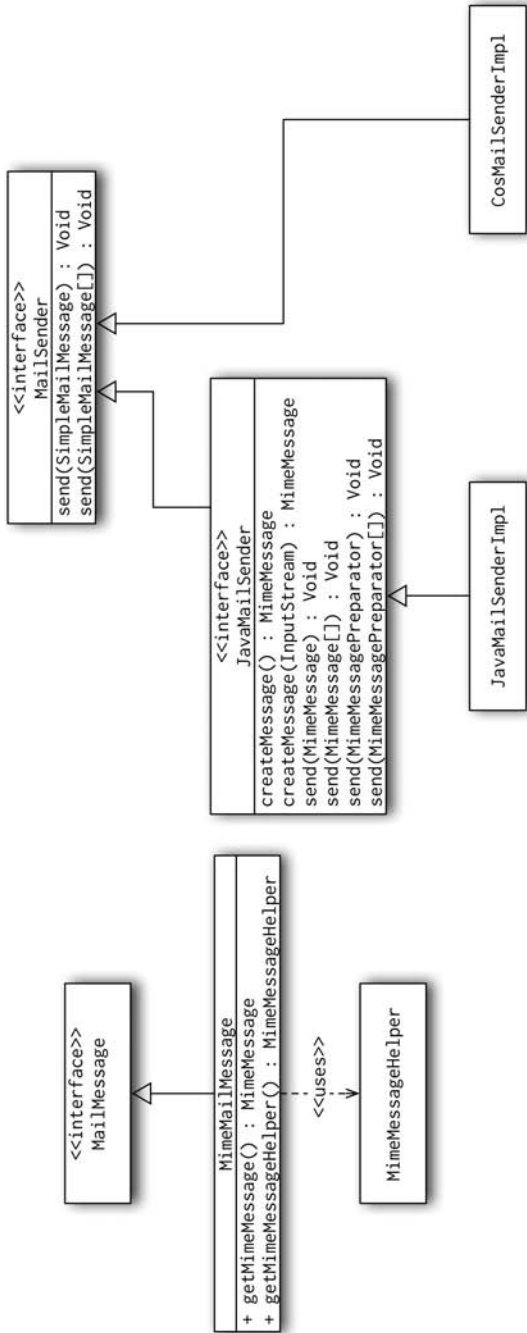 <<interface>>
MailMessage
MimeMailMessage
+ getMimeMessage() : MimeMessage
+ getMimeMessageHelper() : MimeMessageHelper
<<uses>>
MimeMessageHelper
<<interface>>
MailSender
send(SimpleMailMessage) : Void
send(SimpleMailMessage[]) : Void
<<interface>>
JavaMailSender
createMessage() : MimeMessage
createMessage(InputStream) : MimeMessage
send(MimeMessage) : Void
send(MimeMessage[]) : Void
send(MimeMessagePreparator) : Void
send(MimeMessagePreparator[]) : Void
JavaMailSenderImpl
CosMailSenderImpl